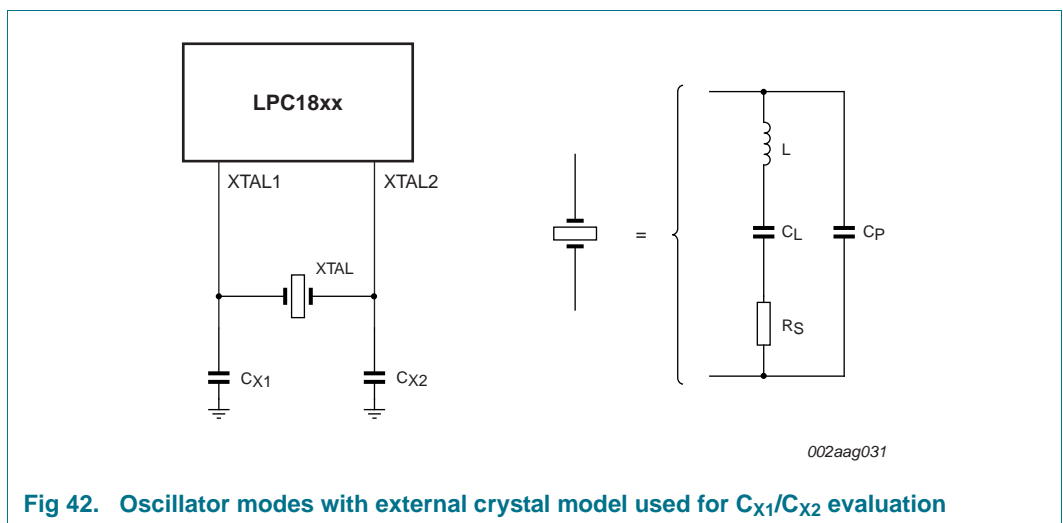 LPC18xx
XTAL1
XTAL2
XTAL
CX1
CX2
=
L
CL
CP
RS
002aag031
Fig 42. Oscillator modes with external crystal model used for CX1/CX2 evaluation